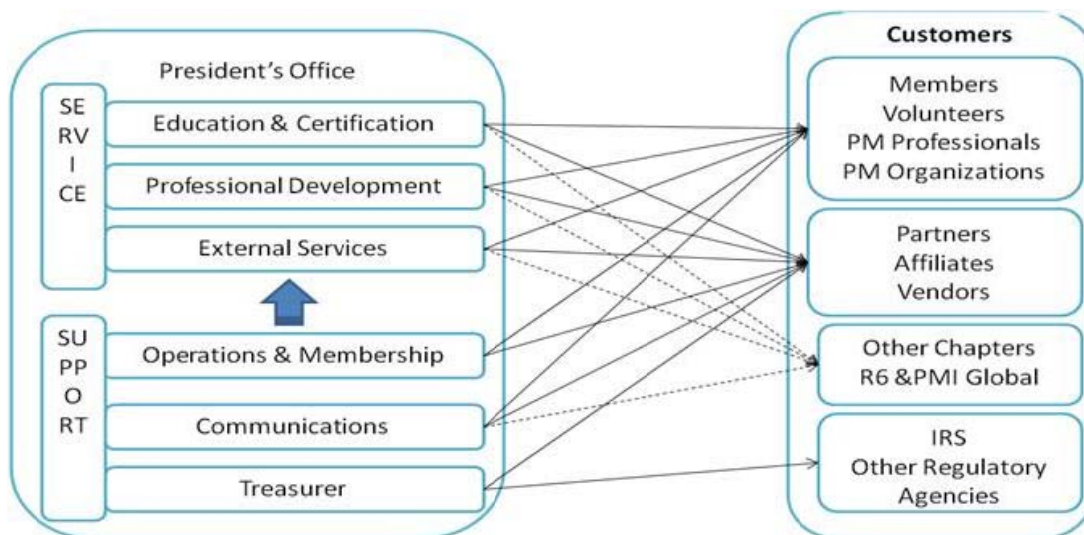 President's Office
SE
RVI
I
CE
Education & Certification
Professional Development
External Services
SU
PP
O
RT
Operations & Membership
Communications
Treasurer
Customers
Members
Volunteers
PM Professionals
PM Organizations
Partners
Affiliates
Vendors
Other Chapters
R6 &PMI Global
IRS
Other Regulatory
Agencies